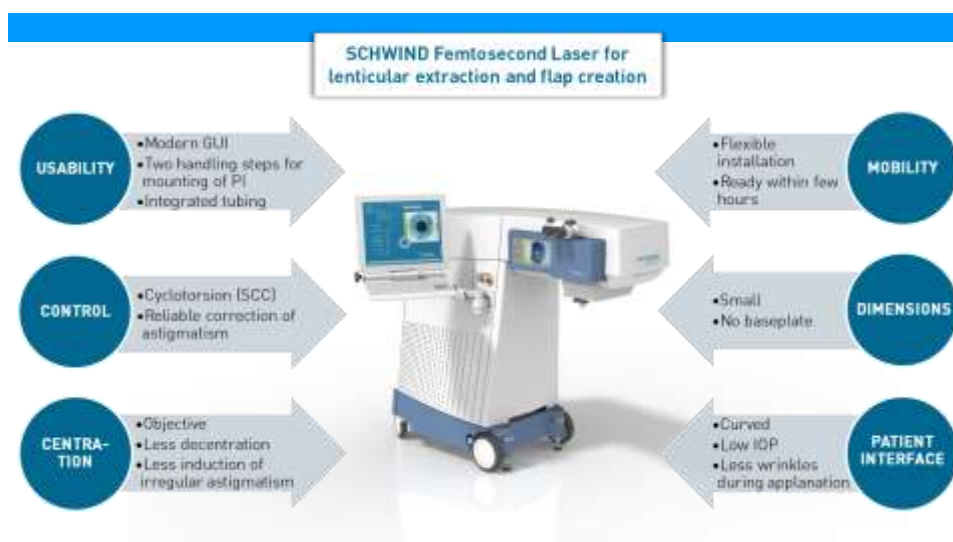 SCHWIND Femtosecond Laser for
lenticular extraction and flap creation
USABILITY
•Modern GUI
•Two handling steps for
mounting of PI
•Integrated tubing
CONTROL
•Cyclotorsion (SCC)
•Reliable correction of
astigmatism
CENTRA-
TION
•Objective
•Less decentration
•Less induction of
irregular astigmatism
•Flexible
installation
•Ready within few
hours
MOBILITY
•Small
•No baseplate
DIMENSIONS
•Curved
•Low IOP
•Less wrinkles
during applanation
PATIENT
INTERFACE